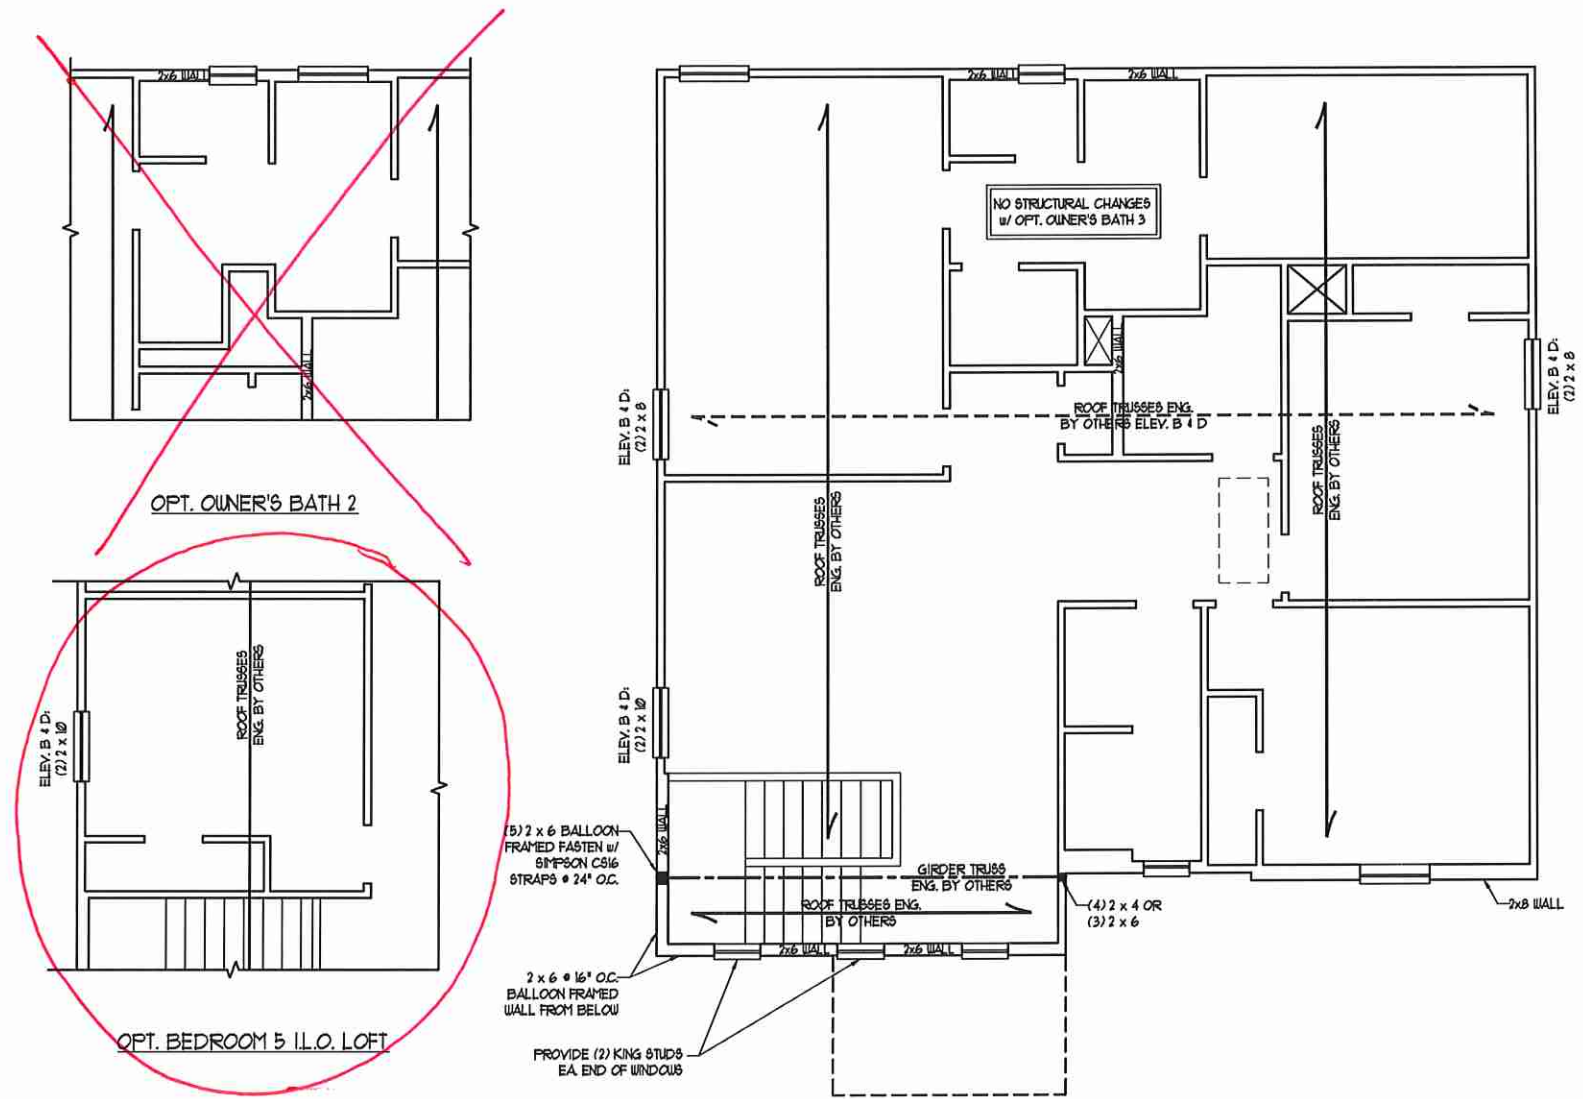 2x6 WALL
2x6 WALL
OPT. OWNER'S BATH 2
ROOF TRUSSES
ENG. BY OTHERS
ELEV. B & D:
(2) 2 x 10
OPT. BEDROOM 5 I.L.O. LOFT
2x6 WALL
2x6 WALL
NO STRUCTURAL CHANGES
W/ OPT. OWNER'S BATH 3
2x6 WALL
ELEV. B & D:
(2) 2 x 8
ELEV. B & D:
(2) 2 x 8
ROOF TRUSSES ENG.
BY OTHERS ELEV. B & D
ROOF TRUSSES
ENG. BY OTHERS
ROOF TRUSSES
ENG. BY OTHERS
ELEV. B & D:
(2) 2 x 10
2x6 WALL
(5) 2 x 6 BALLOON
FRAMED FASTEN W/
SIMPSON CS16
STRAPS @ 24" O.C.
GIRDER TRUSS
ENG. BY OTHERS
ROOF TRUSSES ENG.
BY OTHERS
(4) 2 x 4 OR
(3) 2 x 6
2x8 WALL
2x6 WALL
2x6 WALL
2 x 6 @ 16" O.C.
BALLOON FRAMED
WALL FROM BELOW
PROVIDE (2) KING STUDS
EA. END OF WINDOWS